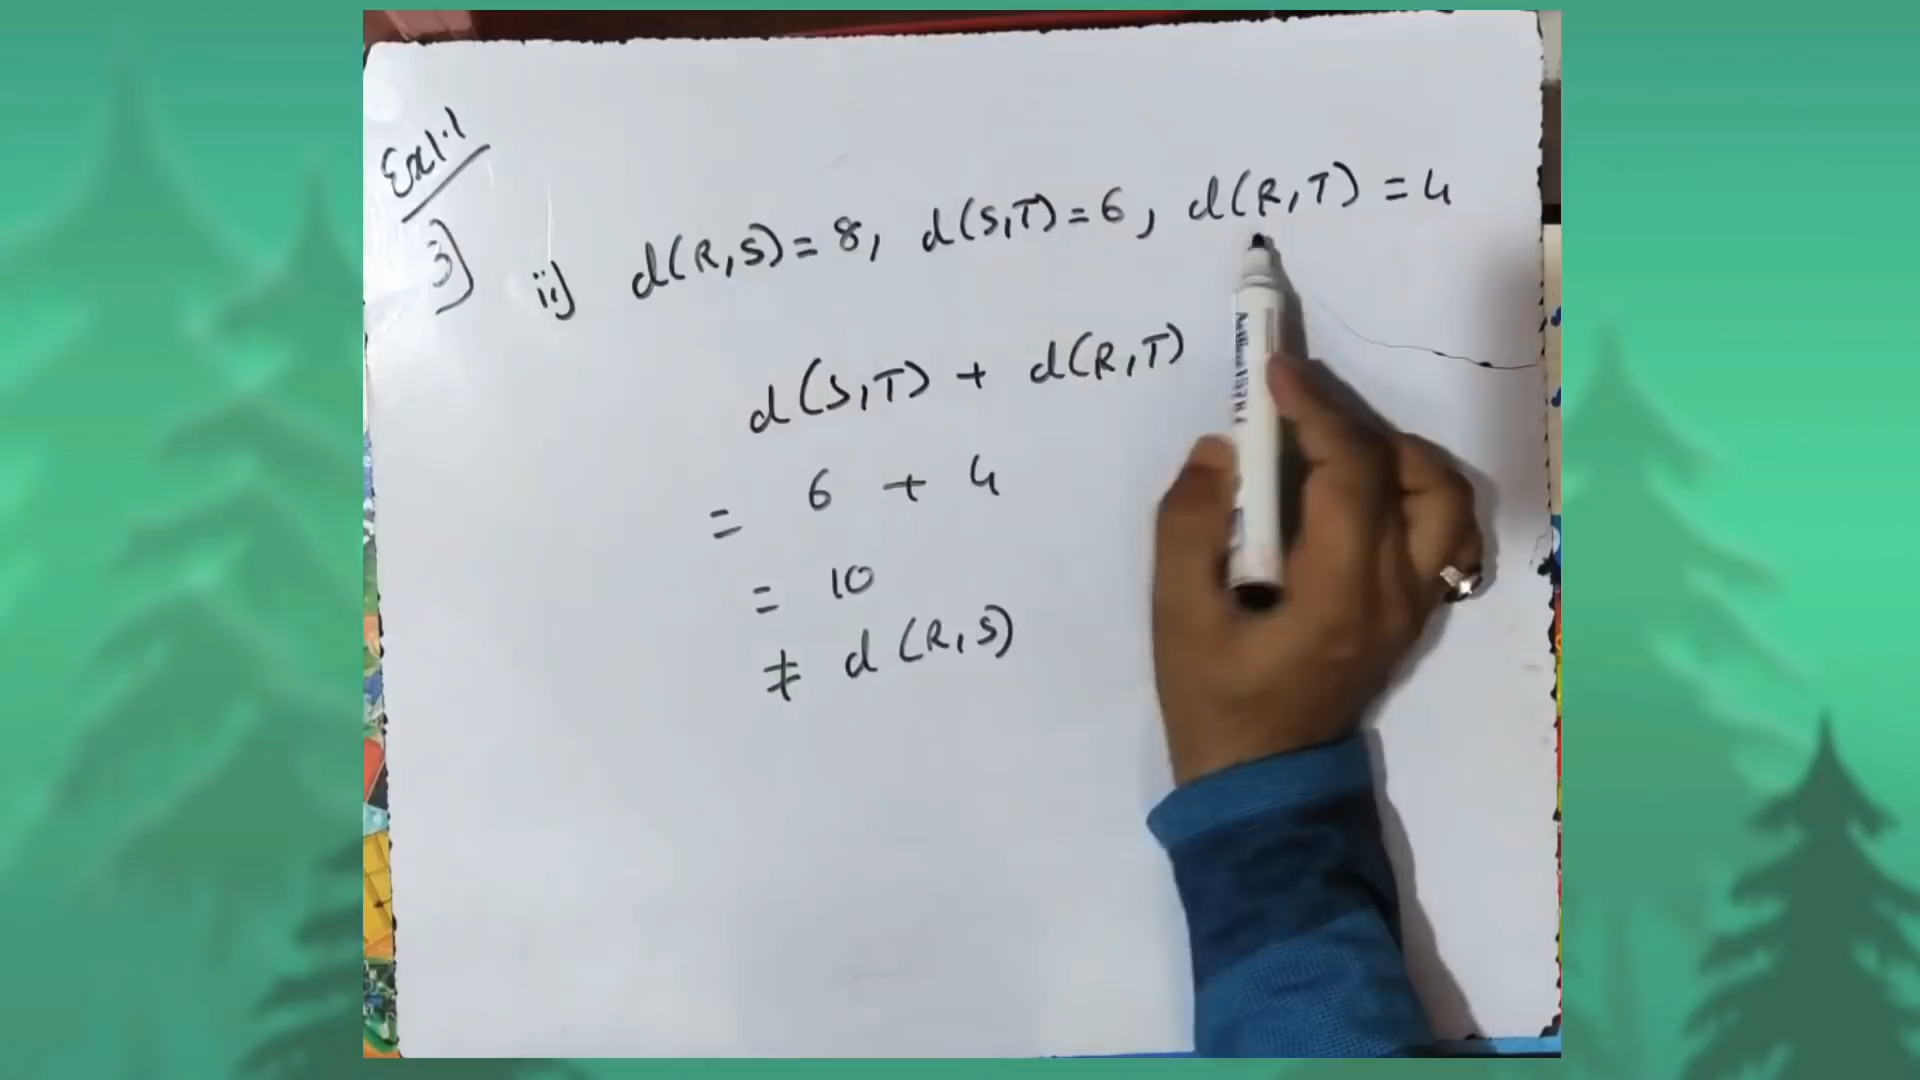 Ex1.1
3) ii) d(R,S)=8, d(S,T)=6, d(R,T)=4
d(S,T) + d(R,T)
= 6 + 4
= 10
≠ d(R,S)